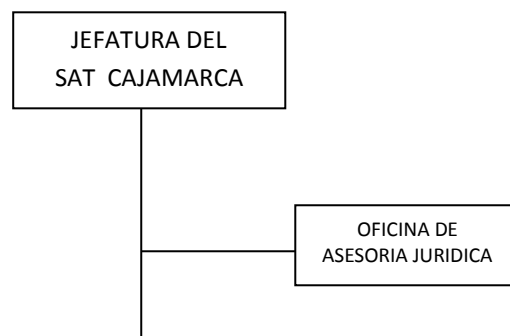 JEFATURA DEL
SAT CAJAMARCA
OFICINA DE
ASESORIA JURIDICA